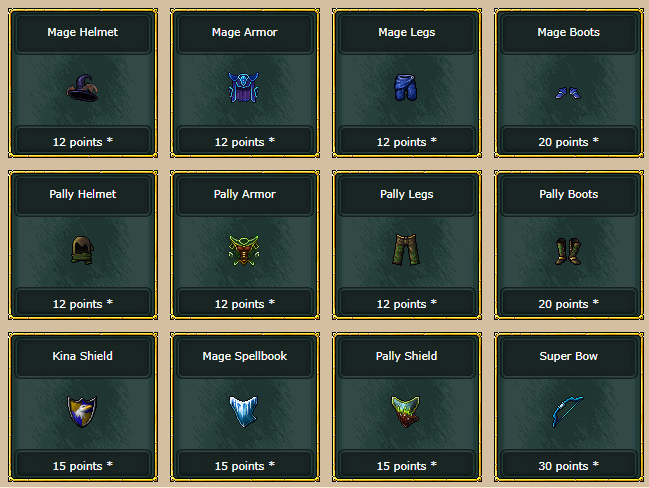 Mage Helmet
Mage Armor
Mage Legs
Mage Boots
12 points *
12 points *
12 points *
20 points *
Pally Helmet
Pally Armor
Pally Legs
Pally Boots
12 points *
12 points *
12 points *
20 points *
Kina Shield
Mage Spellbook
Pally Shield
Super Bow
15 points *
15 points *
15 points *
30 points *